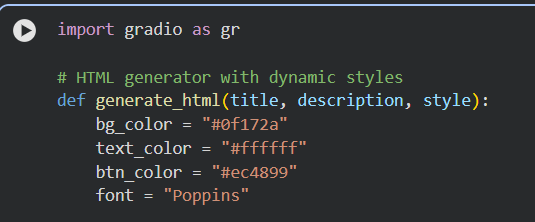 import gradio as gr
# HTML generator with dynamic styles
def generate_html(title, description, style):
    bg_color = "#0f172a"
    text_color = "#ffffff"
    btn_color = "#ec4899"
    font = "Poppins"